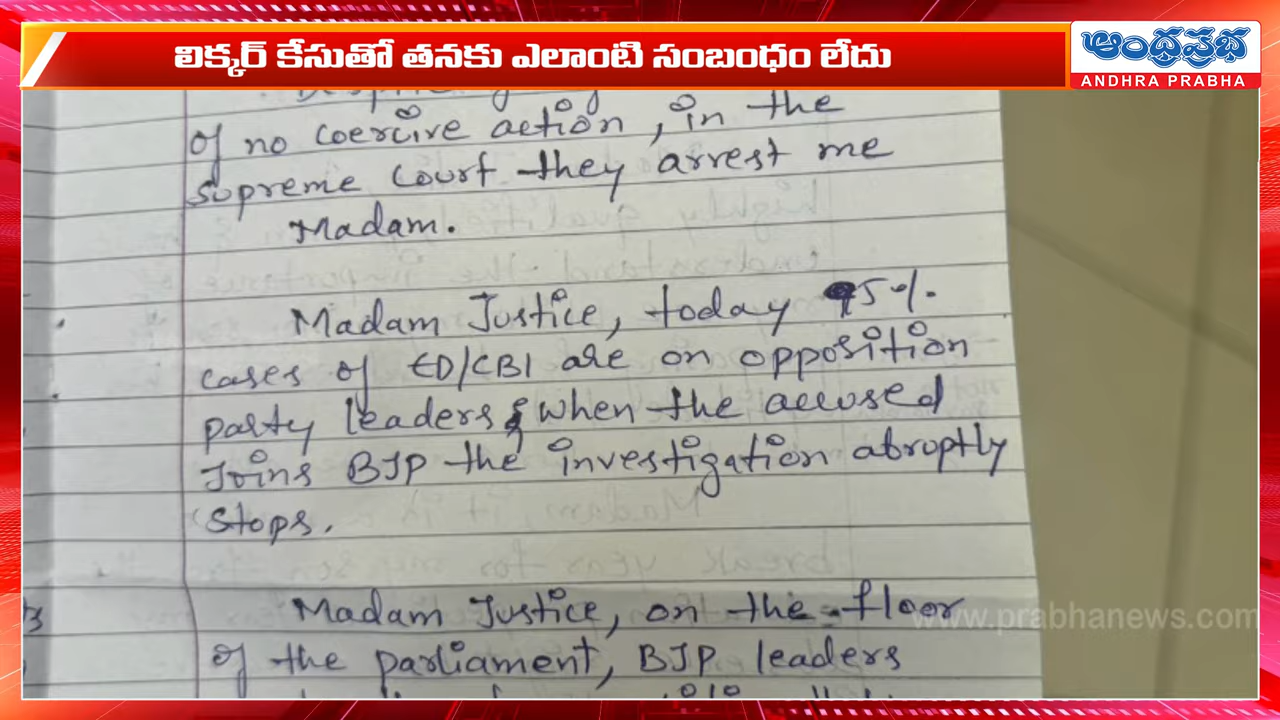 లిక్కర్ కేసుతో తనకు ఎలాంటి సంబంధం లేదు
ఆంధ్రప్రభ
ANDHRA PRABHA
of no coercive action, in the
supreme court they arrest me
Madam.
Madam Justice, today 95%
cases of ED/CBI are on opposition
party leaders & when the accused
Joins BJP the investigation abruptly
stops.
Madam Justice, on the floor
of the parliament, BJP leaders
www.prabhanews.com